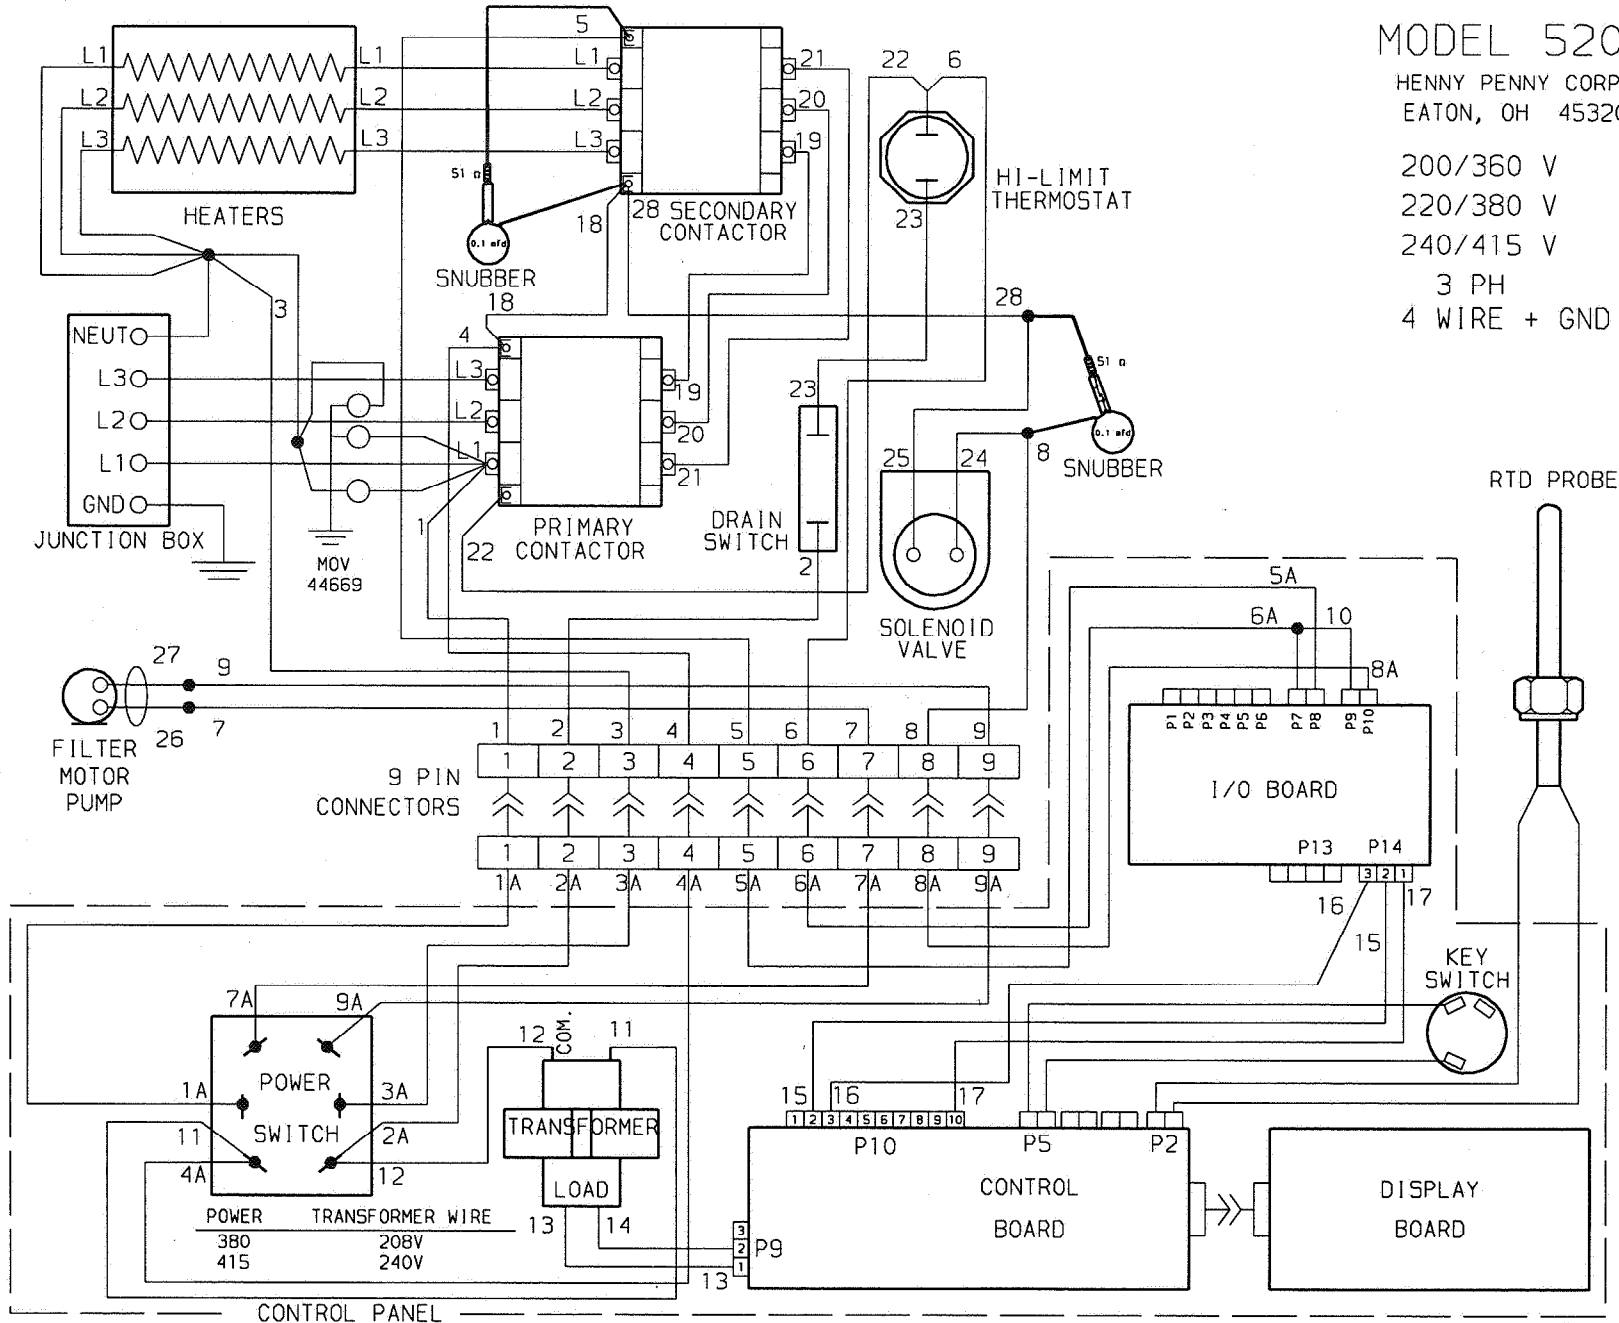 MODEL 520
HENNY PENNY CORP
EATON, OH 45320
200/360 V
220/380 V
240/415 V
3 PH
4 WIRE + GND
L1
L2
L3
L1
L2
L3
HEATERS
5
L1
L2
L3
21
20
19
18
28
SECONDARY
CONTACTOR
51 Ω
0.1 mfd
SNUBBER
22
6
23
HI-LIMIT
THERMOSTAT
3
18
4
28
NEUT
L3
L2
L1
GND
JUNCTION BOX
MOV
44669
L3
L2
L1
19
20
21
1
22
PRIMARY
CONTACTOR
23
DRAIN
SWITCH
2
51 Ω
0.1 mfd
8
SNUBBER
25
24
SOLENOID
VALVE
RTD PROBE
27
9
26
7
FILTER
MOTOR
PUMP
5A
6A
10
8A
P1
P2
P3
P4
P5
P6
P7
P8
P9
P10
I/O BOARD
P13
P14
3 2 1
16
17
15
1 2 3 4 5 6 7 8 9
1 2 3 4 5 6 7 8 9
9 PIN
CONNECTORS
1 2 3 4 5 6 7 8 9
1A 2A 3A 4A 5A 6A 7A 8A 9A
KEY
SWITCH
7A
9A
1A
POWER
3A
11
SWITCH
2A
4A
12
POWER TRANSFORMER WIRE
380 208V
415 240V
12
COM.
11
TRANSFORMER
LOAD
13
14
15
16
17
1 2 3 4 5 6 7 8 9 10
P10
P5
P2
3
2
1
P9
13
CONTROL
BOARD
DISPLAY
BOARD
CONTROL PANEL